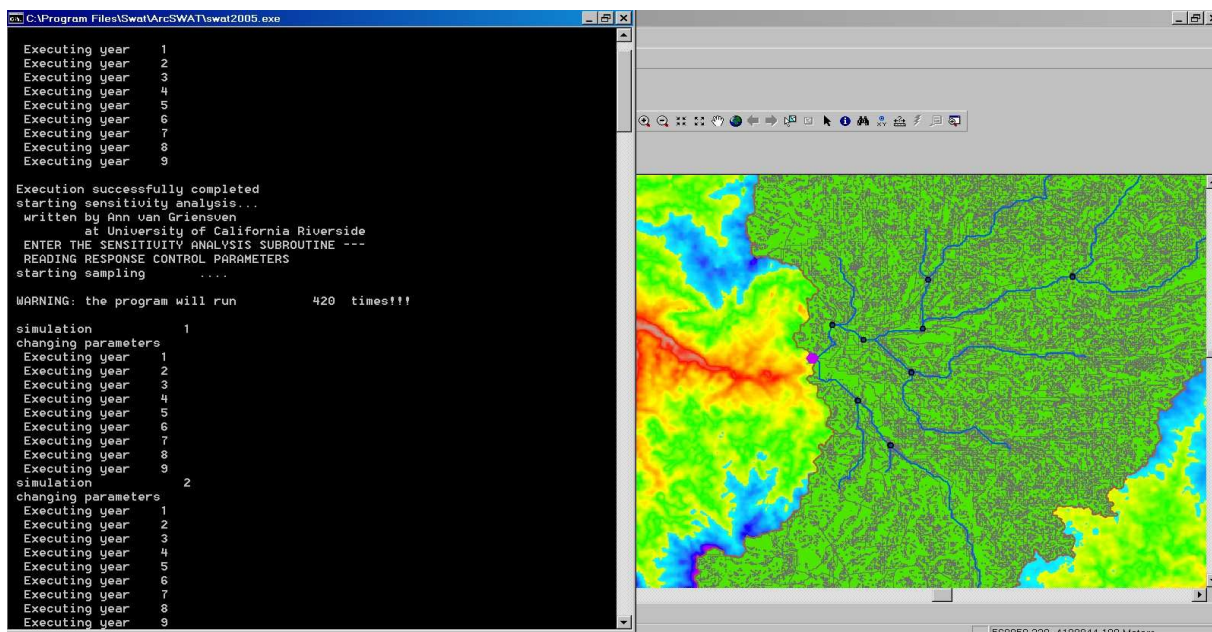 C:\Program Files\Swat\ArcSWAT\swat2005.exe
Executing year 1
Executing year 2
Executing year 3
Executing year 4
Executing year 5
Executing year 6
Executing year 7
Executing year 8
Executing year 9
Execution successfully completed
starting sensitivity analysis...
written by Ann van Griensven
at University of California Riverside
ENTER THE SENSITIVITY ANALYSIS SUBROUTINE ---
READING RESPONSE CONTROL PARAMETERS
starting sampling ....
WARNING: the program will run 420 times!!!
simulation 1
changing parameters
Executing year 1
Executing year 2
Executing year 3
Executing year 4
Executing year 5
Executing year 6
Executing year 7
Executing year 8
Executing year 9
simulation 2
changing parameters
Executing year 1
Executing year 2
Executing year 3
Executing year 4
Executing year 5
Executing year 6
Executing year 7
Executing year 8
Executing year 9